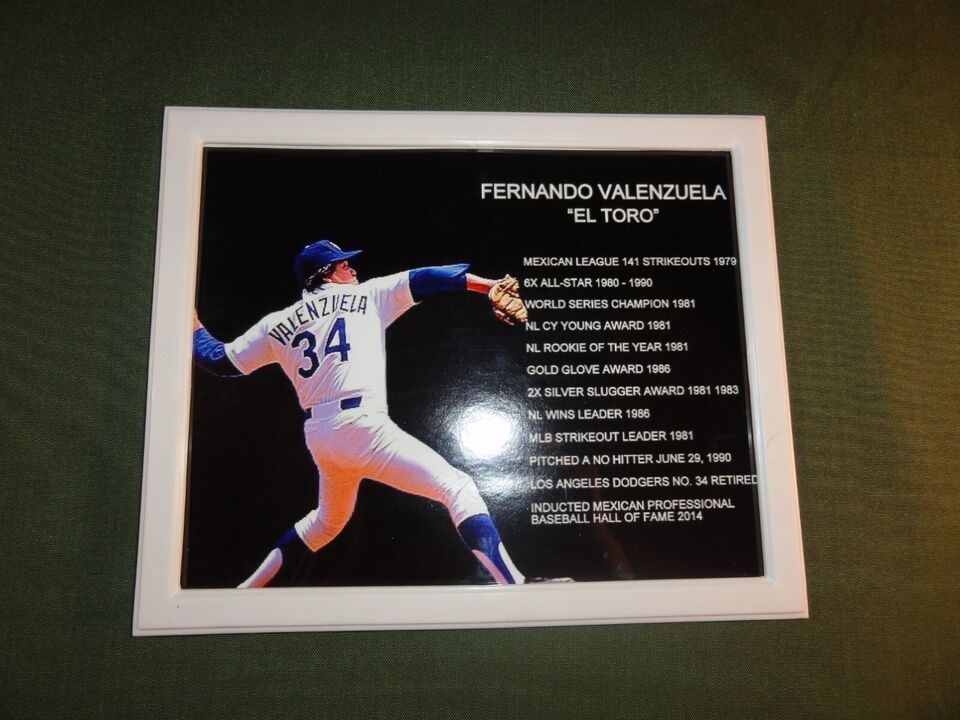 FERNANDO VALENZUELA
"EL TORO"
VALENZUELA
34
MEXICAN LEAGUE 141 STRIKEOUTS 1979
6X ALL-STAR 1980 - 1990
WORLD SERIES CHAMPION 1981
NL CY YOUNG AWARD 1981
NL ROOKIE OF THE YEAR 1981
GOLD GLOVE AWARD 1986
2X SILVER SLUGGER AWARD 1981 1983
NL WINS LEADER 1986
MLB STRIKEOUT LEADER 1981
PITCHED A NO HITTER JUNE 29, 1990
LOS ANGELES DODGERS NO. 34 RETIRED
INDUCTED MEXICAN PROFESSIONAL
BASEBALL HALL OF FAME 2014